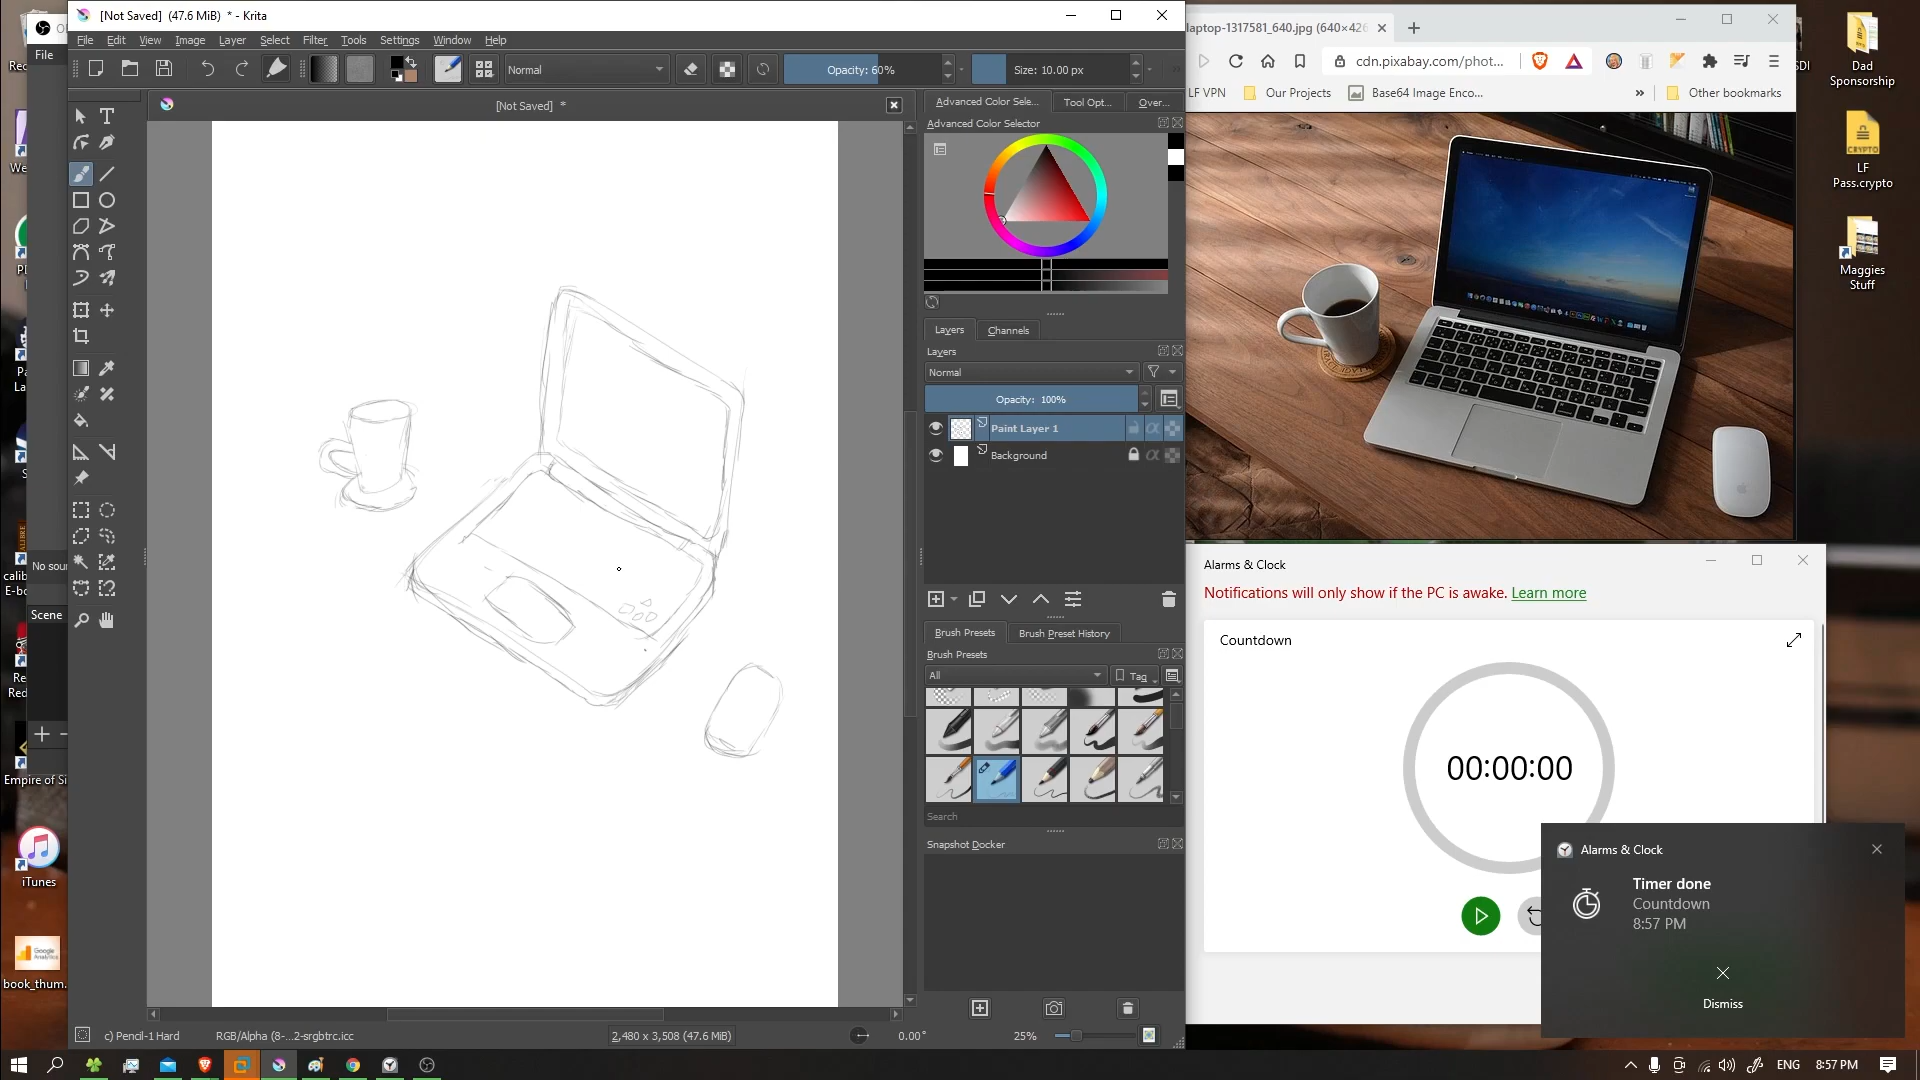 [Not Saved]  (47.6 MiB)  * - Krita
File Edit View Image Layer Select Filter Tools Settings Window Help
Normal
Opacity: 60%
Size: 10.00 px
[Not Saved]  *
Advanced Color Sele...
Tool Opt...
Over...
Advanced Color Selector
Layers
Channels
Layers
Normal
Opacity:  100%
Paint Layer 1
Background
Brush Presets
Brush Preset History
Brush Presets
All
Tag
Search
Snapshot Docker
c) Pencil-1 Hard
RGB/Alpha (8-...2-srgbtrc.icc
2,480 x 3,508 (47.6 MiB)
0.00°
25%
File
No sour
Scene
iTunes
book_thum...
Empire of Si
laptop-1317581_640.jpg (640×426
cdn.pixabay.com/phot...
LF VPN
Our Projects
Base64 Image Enco...
»
Other bookmarks
Dad
Sponsorship
CRYPTO
LF
Pass.crypto
Maggies
Stuff
Alarms & Clock
Notifications will only show if the PC is awake. Learn more
Countdown
00:00:00
Alarms & Clock
Timer done
Countdown
8:57 PM
Dismiss
ENG
8:57 PM